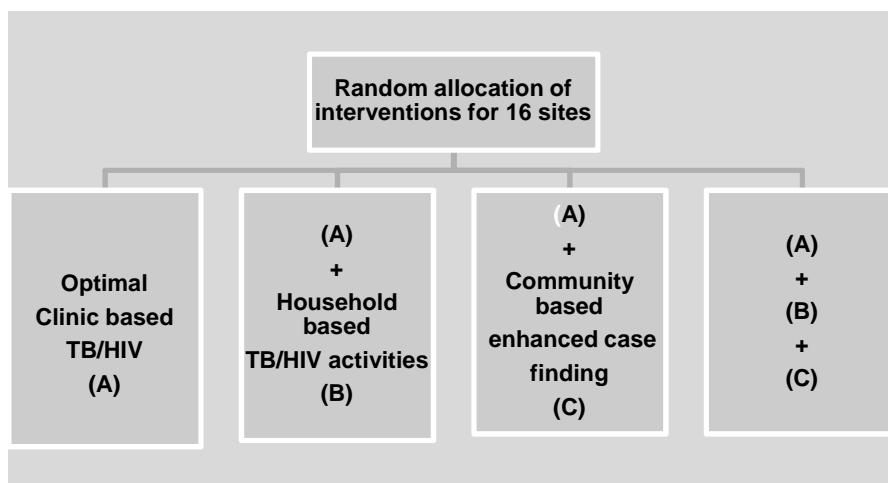 Random allocation of
interventions for 16 sites
Optimal
Clinic based
TB/HIV
(A)
(A)
+
Household
based
TB/HIV activities
(B)
(A)
+
Community
based
enhanced case
finding
(C)
(A)
+
(B)
+
(C)